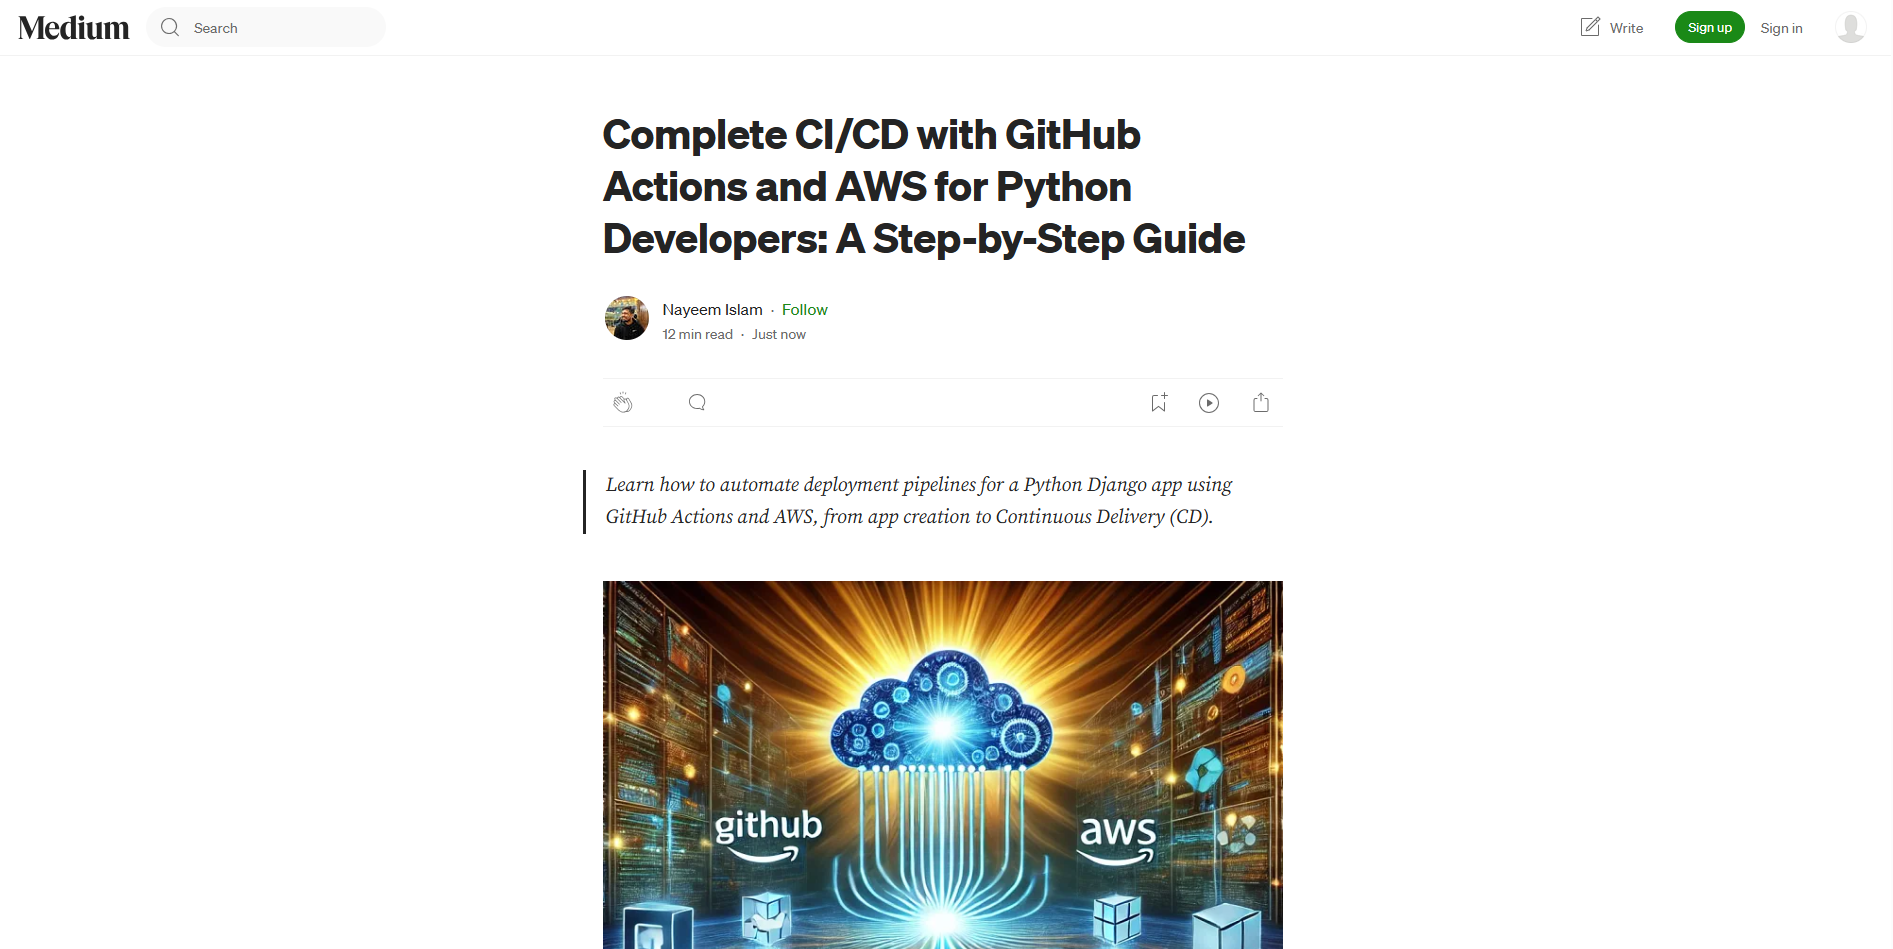 Medium
Search
Write
Sign up
Sign in
Complete CI/CD with GitHub
Actions and AWS for Python
Developers: A Step-by-Step Guide
Nayeem Islam · Follow
12 min read · Just now
Learn how to automate deployment pipelines for a Python Django app using
GitHub Actions and AWS, from app creation to Continuous Delivery (CD).
github
aws